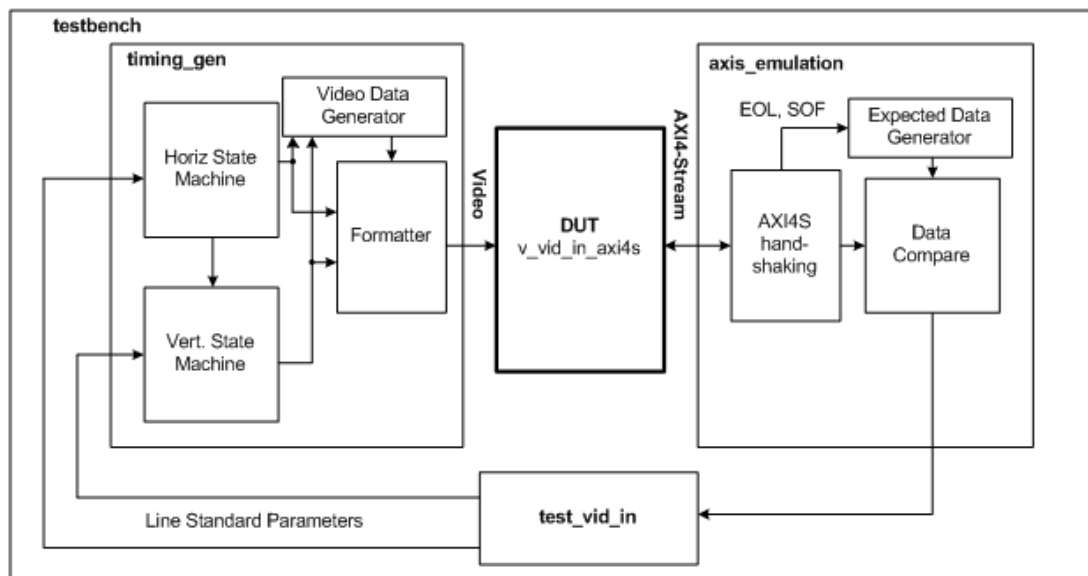 testbench
timing_gen
Horiz State
Machine
Video Data
Generator
Formatter
Vert. State
Machine
Video
DUT
v_vid_in_axi4s
AXI4-Stream
axis_emulation
EOL, SOF
Expected Data
Generator
AXI4S
hand-
shaking
Data
Compare
Line Standard Parameters
test_vid_in